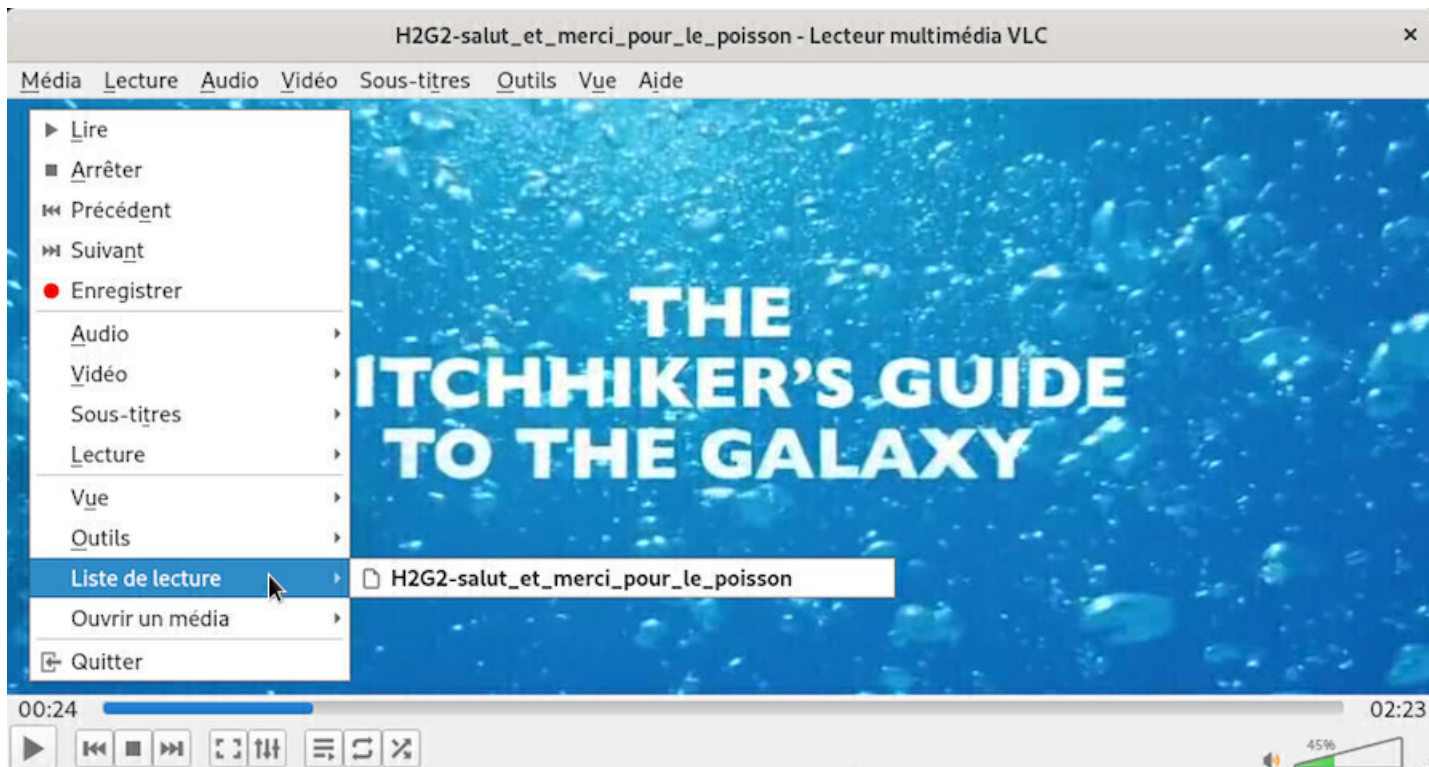 H2G2-salut_et_merci_pour_le_poisson - Lecteur multimédia VLC
Média Lecture Audio Vidéo Sous-titres Outils Vue Aide
Lire
Arrêter
Précédent
Suivant
Enregistrer
Audio
Vidéo
Sous-titres
Lecture
Vue
Outils
Liste de lecture
H2G2-salut_et_merci_pour_le_poisson
Ouvrir un média
Quitter
THE
ITCHHIKER'S GUIDE
TO THE GALAXY
00:24 02:23
45%